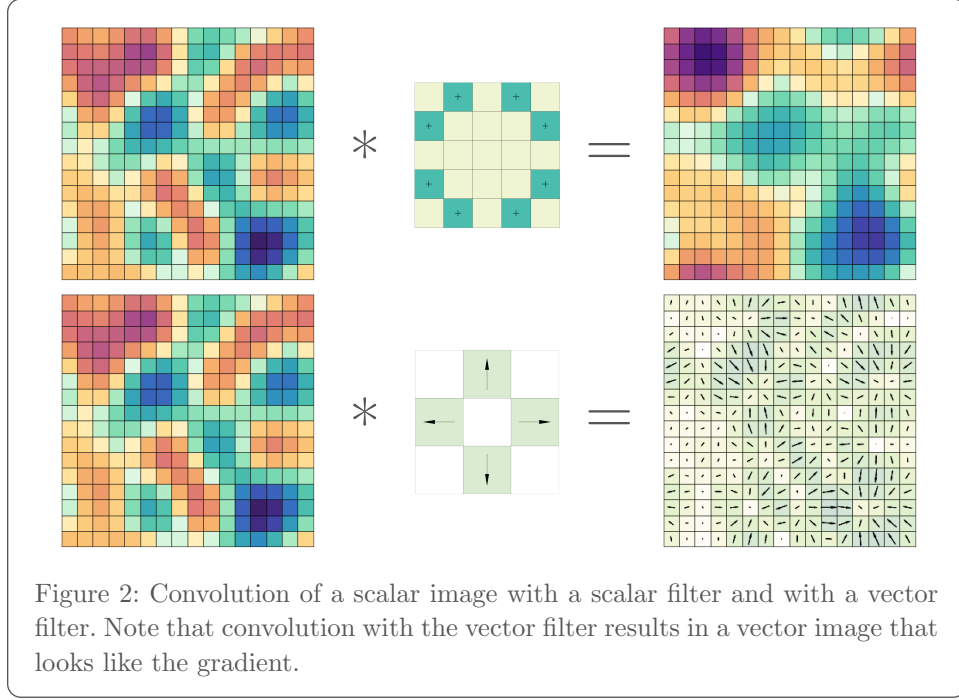 + +
+ +
* =
+ +
+ +
* =
Figure 2: Convolution of a scalar image with a scalar filter and with a vector
filter. Note that convolution with the vector filter results in a vector image that
looks like the gradient.